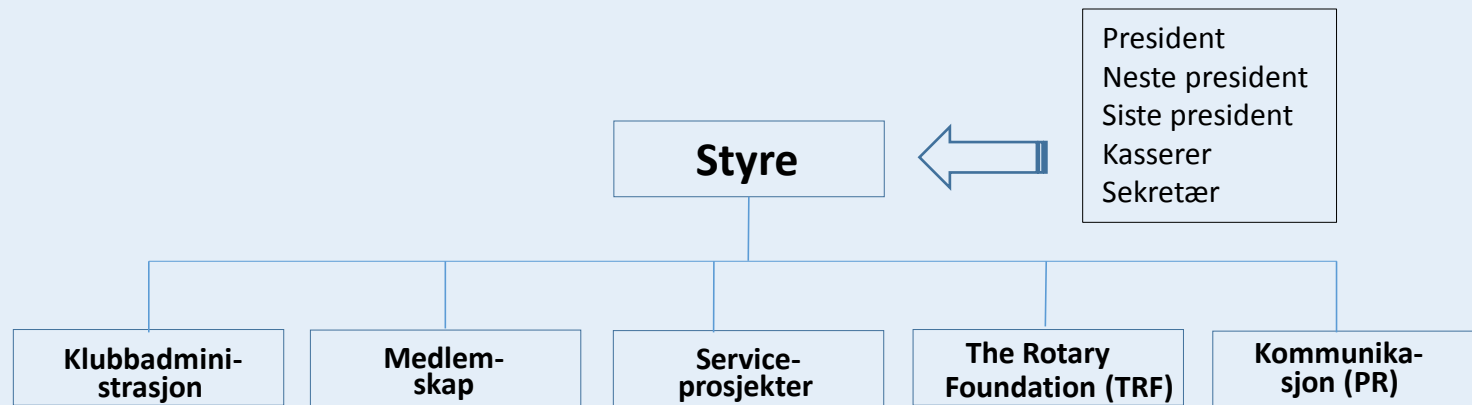 President
Neste president
Siste president
Kasserer
Sekretær
Styre
Klubbadmini-
strasjon
Medlem-
skap
Service-
prosjekter
The Rotary
Foundation (TRF)
Kommunika-
sjon (PR)